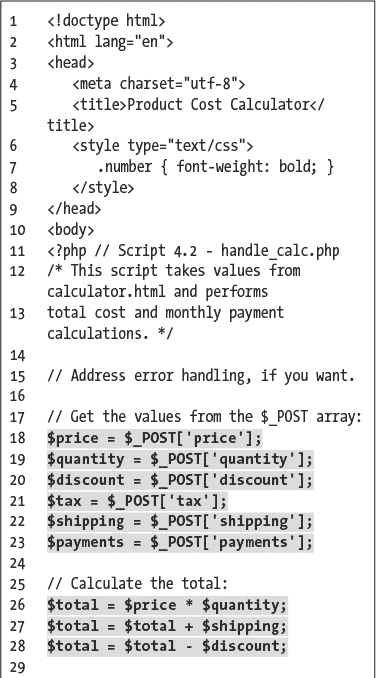 1 <!doctype html>
2 <html lang="en">
3 <head>
4 <meta charset="utf-8">
5 <title>Product Cost Calculator</
title>
6 <style type="text/css">
7 .number { font-weight: bold; }
8 </style>
9 </head>
10 <body>
11 <?php // Script 4.2 - handle_calc.php
12 /* This script takes values from
calculator.html and performs
13 total cost and monthly payment
calculations. */
14
15 // Address error handling, if you want.
16
17 // Get the values from the $_POST array:
18 $price = $_POST['price'];
19 $quantity = $_POST['quantity'];
20 $discount = $_POST['discount'];
21 $tax = $_POST['tax'];
22 $shipping = $_POST['shipping'];
23 $payments = $_POST['payments'];
24
25 // Calculate the total:
26 $total = $price * $quantity;
27 $total = $total + $shipping;
28 $total = $total - $discount;
29